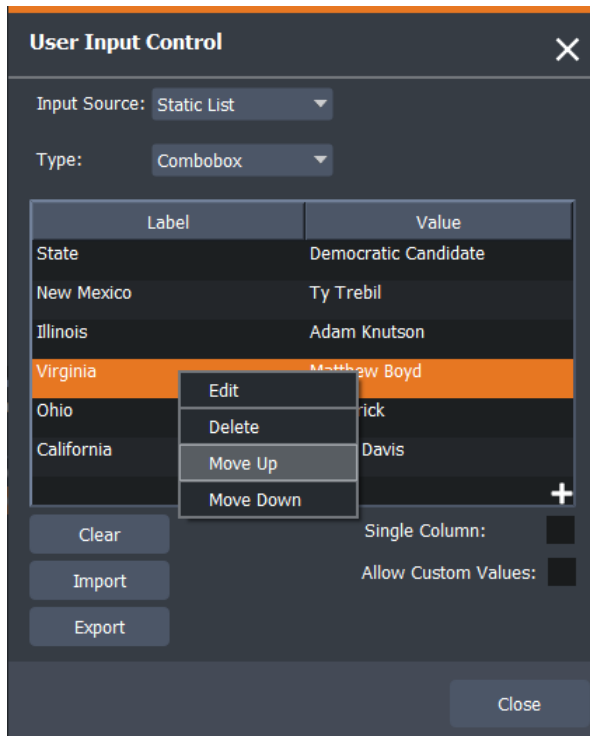 User Input Control
Input Source: Static List
Type: Combobox
Label Value
State Democratic Candidate
New Mexico Ty Trebil
Illinois Adam Knutson
Virginia Matthew Boyd
Ohio
California Davis
Edit
Delete
Move Up
Move Down
Clear
Single Column:
Import
Allow Custom Values:
Export
Close